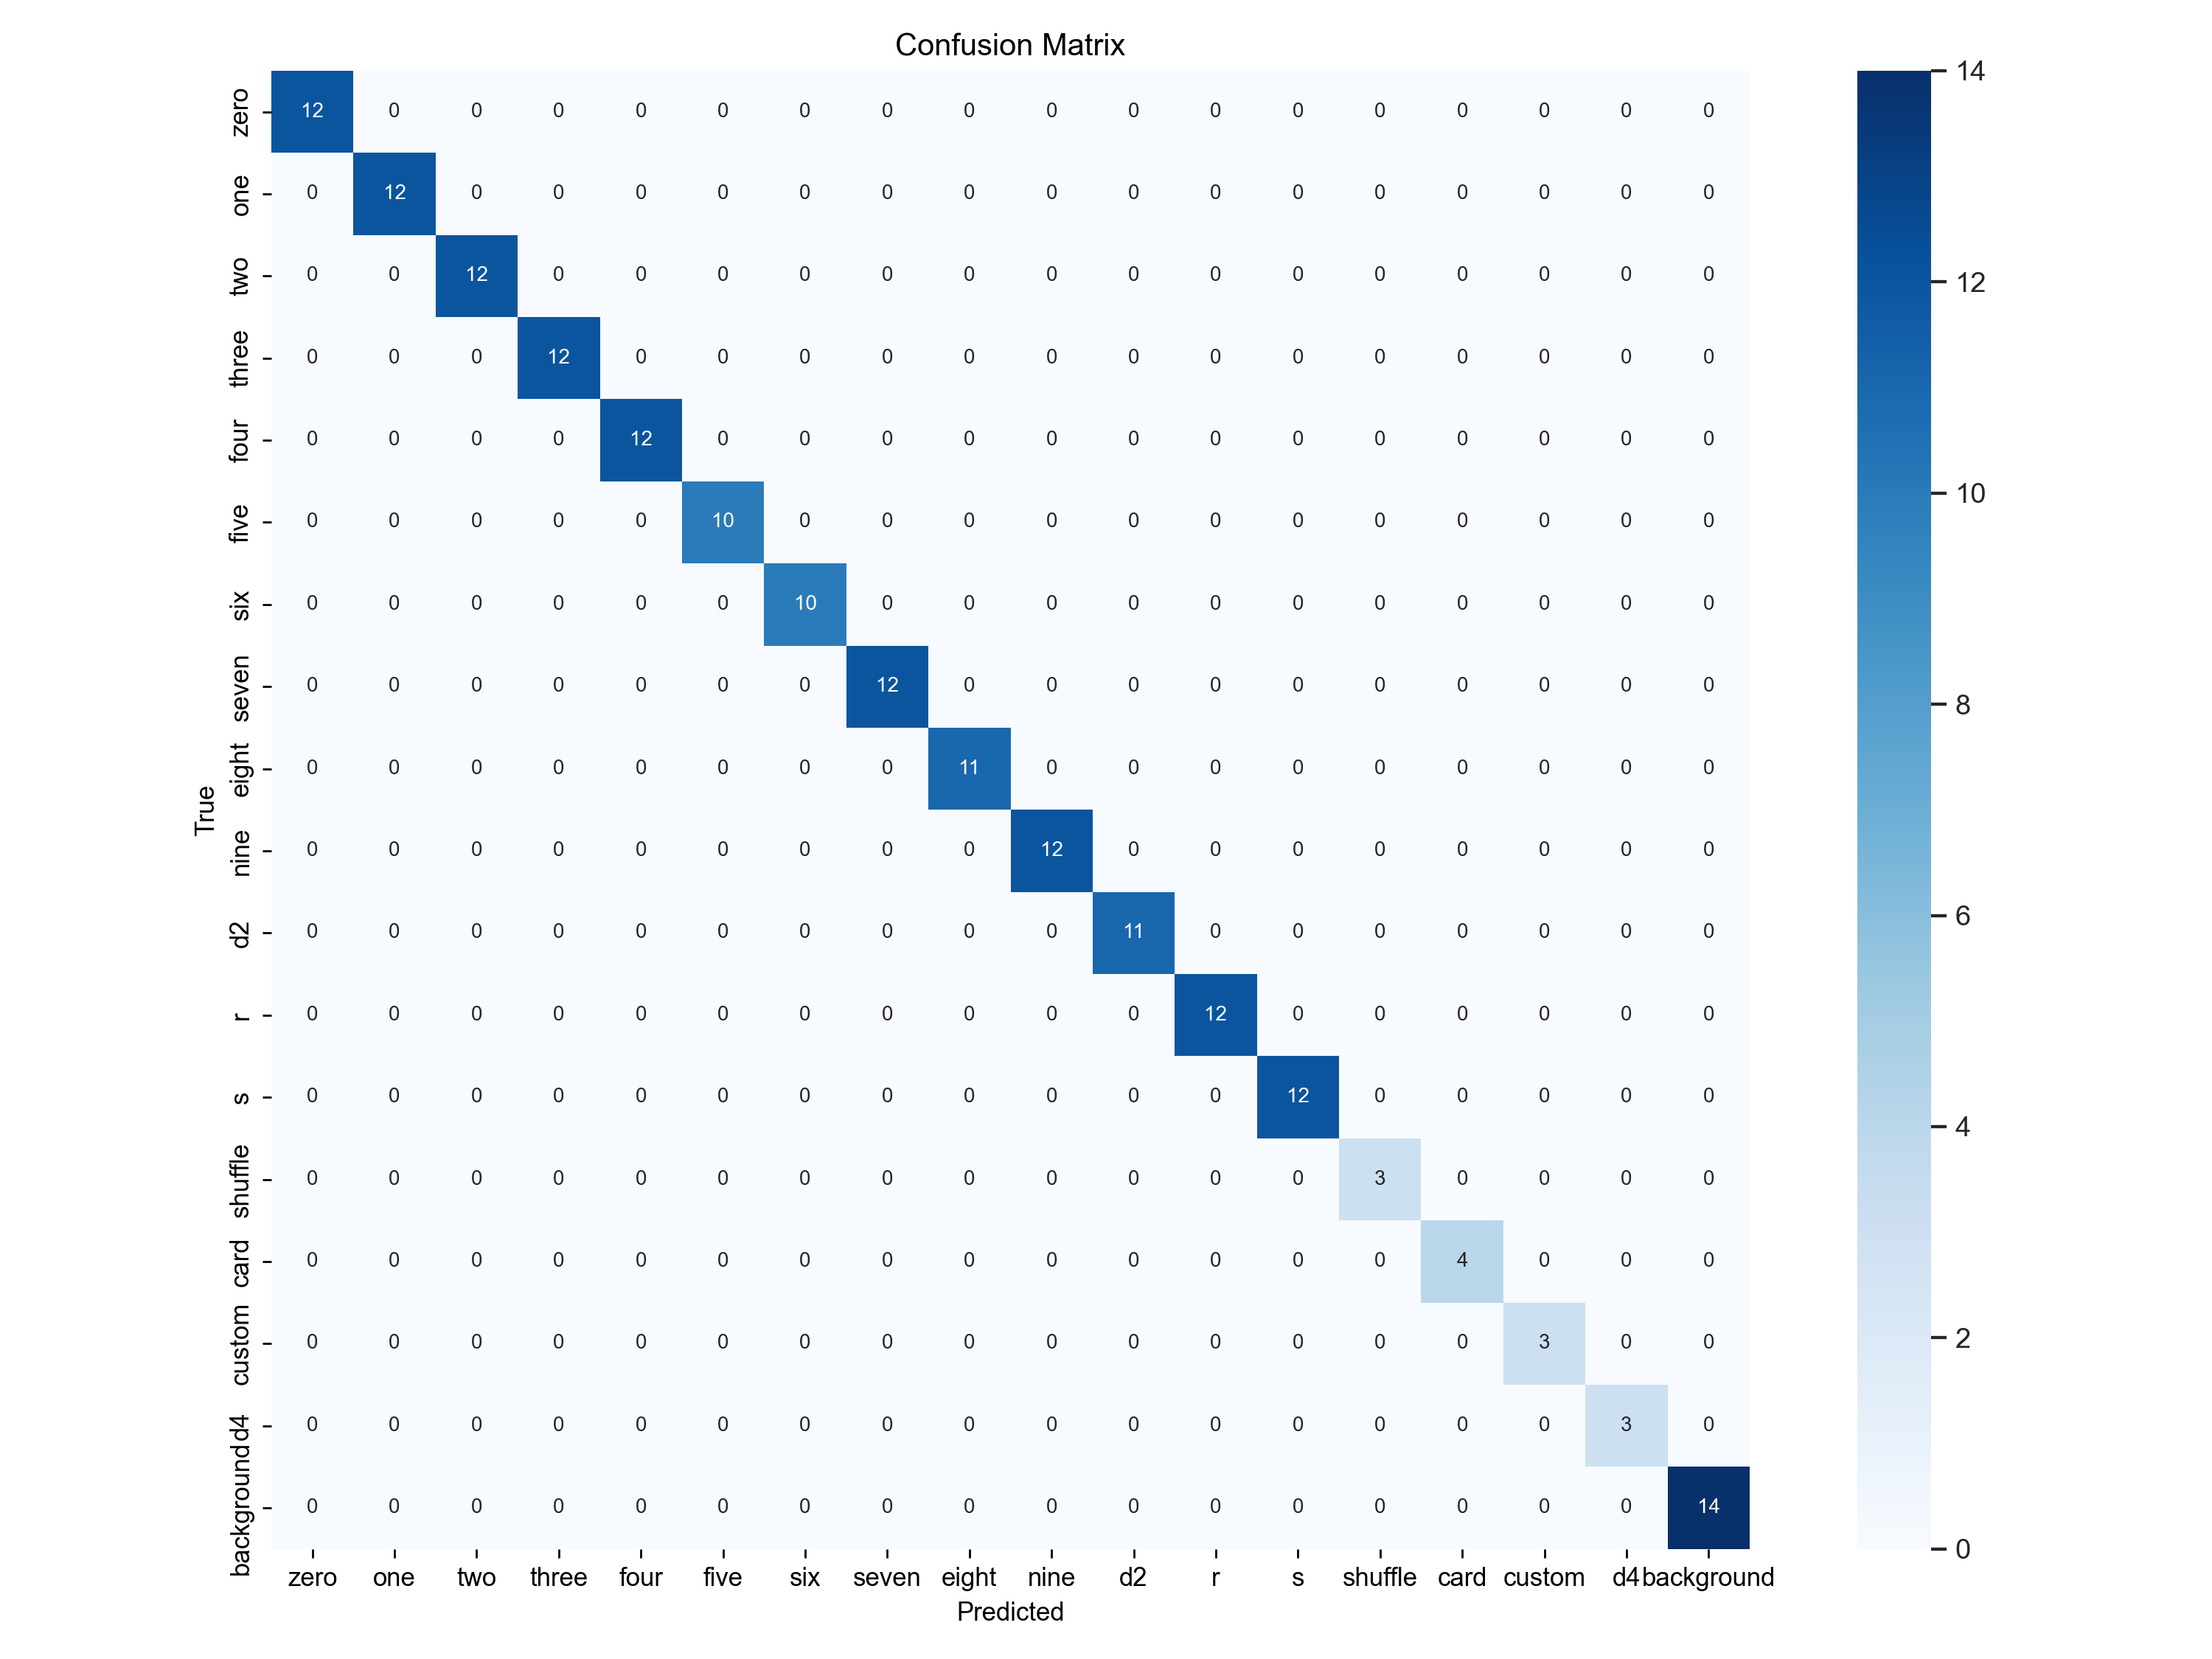 Confusion Matrix
zero 12 0 0 0 0 0 0 0 0 0 0 0 0 0 0 0 0 0
one 0 12 0 0 0 0 0 0 0 0 0 0 0 0 0 0 0 0
two 0 0 12 0 0 0 0 0 0 0 0 0 0 0 0 0 0 0
three 0 0 0 12 0 0 0 0 0 0 0 0 0 0 0 0 0 0
four 0 0 0 0 12 0 0 0 0 0 0 0 0 0 0 0 0 0
five 0 0 0 0 0 10 0 0 0 0 0 0 0 0 0 0 0 0
six 0 0 0 0 0 0 10 0 0 0 0 0 0 0 0 0 0 0
seven 0 0 0 0 0 0 0 12 0 0 0 0 0 0 0 0 0 0
eight 0 0 0 0 0 0 0 0 11 0 0 0 0 0 0 0 0 0
True
nine 0 0 0 0 0 0 0 0 0 12 0 0 0 0 0 0 0 0
d2 0 0 0 0 0 0 0 0 0 0 11 0 0 0 0 0 0 0
r 0 0 0 0 0 0 0 0 0 0 0 12 0 0 0 0 0 0
s 0 0 0 0 0 0 0 0 0 0 0 0 12 0 0 0 0 0
shuffle 0 0 0 0 0 0 0 0 0 0 0 0 0 3 0 0 0 0
card 0 0 0 0 0 0 0 0 0 0 0 0 0 0 4 0 0 0
custom 0 0 0 0 0 0 0 0 0 0 0 0 0 0 0 3 0 0
d4 0 0 0 0 0 0 0 0 0 0 0 0 0 0 0 0 3 0
background 0 0 0 0 0 0 0 0 0 0 0 0 0 0 0 0 0 14
zero one two three four five six seven eight nine d2 r s shuffle card custom d4 background
Predicted
14
12
10
8
6
4
2
0